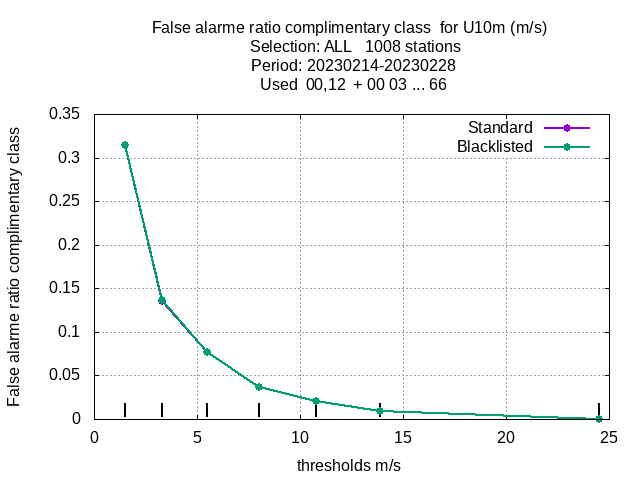 False alarme ratio complimentary class  for U10m (m/s)
Selection: ALL   1008 stations
Period: 20230214-20230228
Used  00,12  + 00 03 ... 66
Standard
Blacklisted
False alarme ratio complimentary class
0.35
0.3
0.25
0.2
0.15
0.1
0.05
0
0 5 10 15 20 25
thresholds m/s